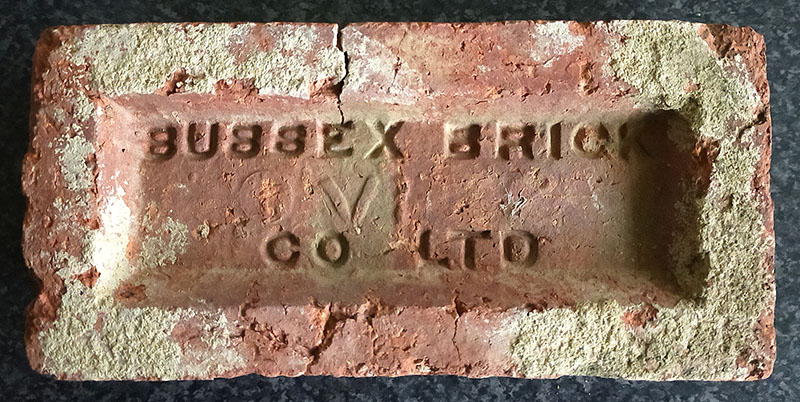 SUSSEX BRICK
V
CO LTD